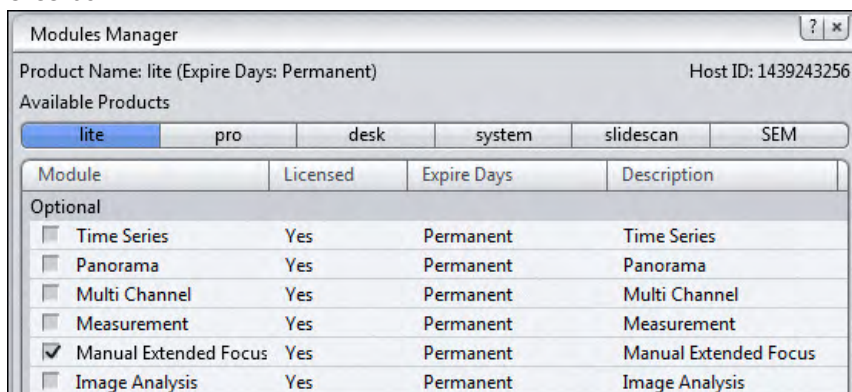 Modules Manager ? ×
Product Name: lite (Expire Days: Permanent) Host ID: 1439243256
Available Products
lite pro desk system slidescan SEM
Module Licensed Expire Days Description
Optional
Time Series Yes Permanent Time Series
Panorama Yes Permanent Panorama
Multi Channel Yes Permanent Multi Channel
Measurement Yes Permanent Measurement
Manual Extended Focus Yes Permanent Manual Extended Focus
Image Analysis Yes Permanent Image Analysis